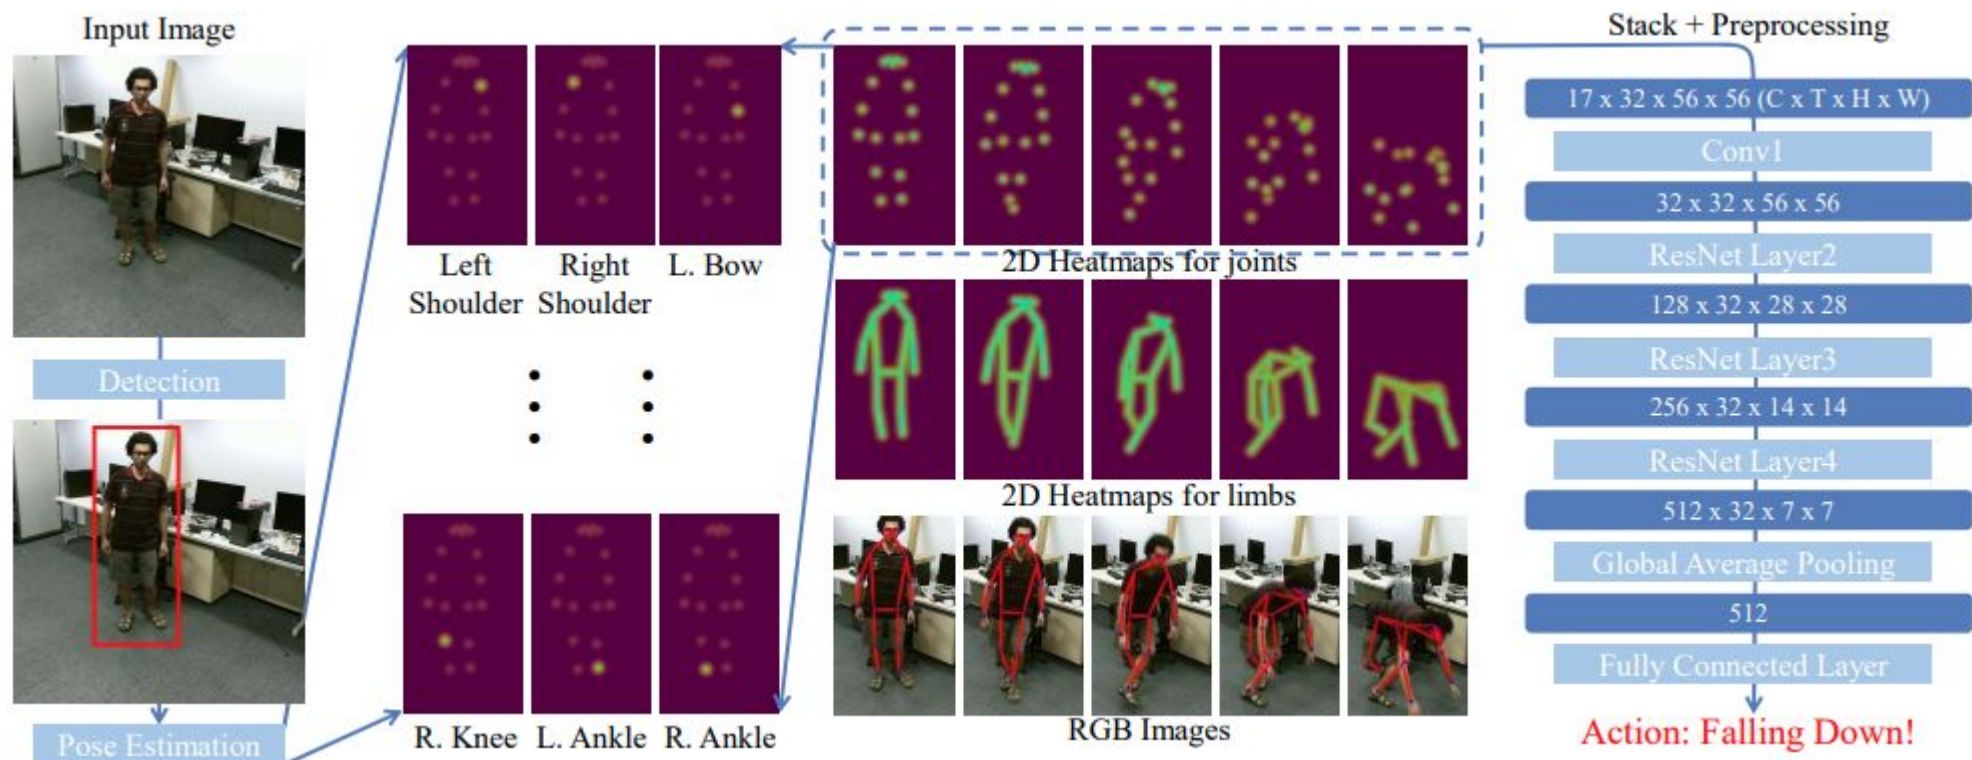 Input Image
Detection
Pose Estimation
Left
Shoulder
Right
Shoulder
L. Bow
R. Knee
L. Ankle
R. Ankle
2D Heatmaps for joints
2D Heatmaps for limbs
RGB Images
Stack + Preprocessing
17 x 32 x 56 x 56 (C x T x H x W)
Conv1
32 x 32 x 56 x 56
ResNet Layer2
128 x 32 x 28 x 28
ResNet Layer3
256 x 32 x 14 x 14
ResNet Layer4
512 x 32 x 7 x 7
Global Average Pooling
512
Fully Connected Layer
Action: Falling Down!